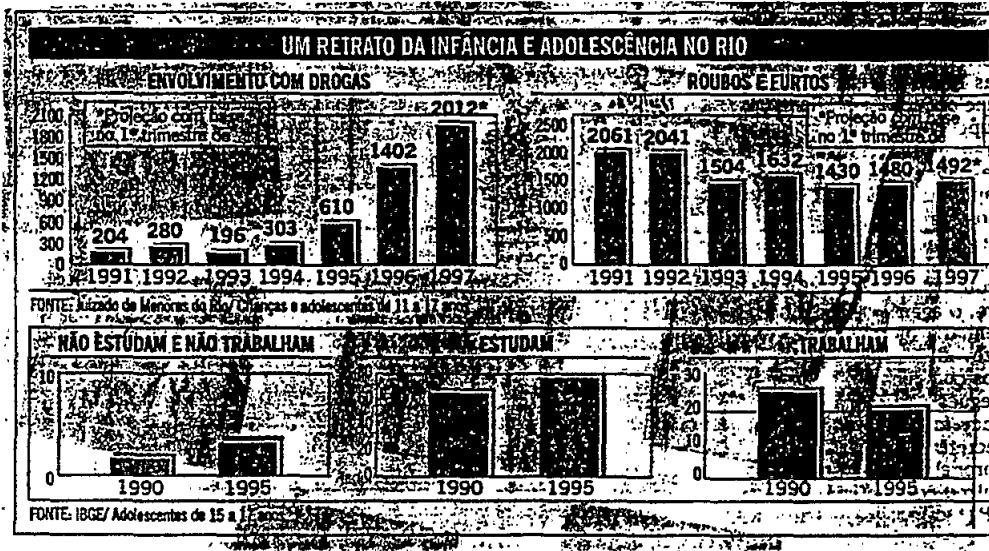 UM RETRATO DA INFÂNCIA E ADOLESCÊNCIA NO RIO
ENVOLVIMENTO COM DROGAS
2100
1800
1500
1200
900
600
300
0
*Projeção com base
no 1º trimestre de
204
280
196
303
610
1402
2012*
1991 1992 1993 1994 1995 1996 1997
ROUBOS E FURTOS
2500
2000
1500
1000
500
0
*Projeção com base
no 1º trimestre de
2061
2041
1504
1632
1430
1480
492*
1991 1992 1993 1994 1995 1996 1997
FONTE: Juizado de Menores do Rio/ Crianças e adolescentes de 11 a 17 anos
NÃO ESTUDAM E NÃO TRABALHAM
10
0
1990 1995
ESTUDAM
0
1990 1995
TRABALHAM
30
20
10
0
1990 1995
FONTE: IBGE/ Adolescentes de 15 a